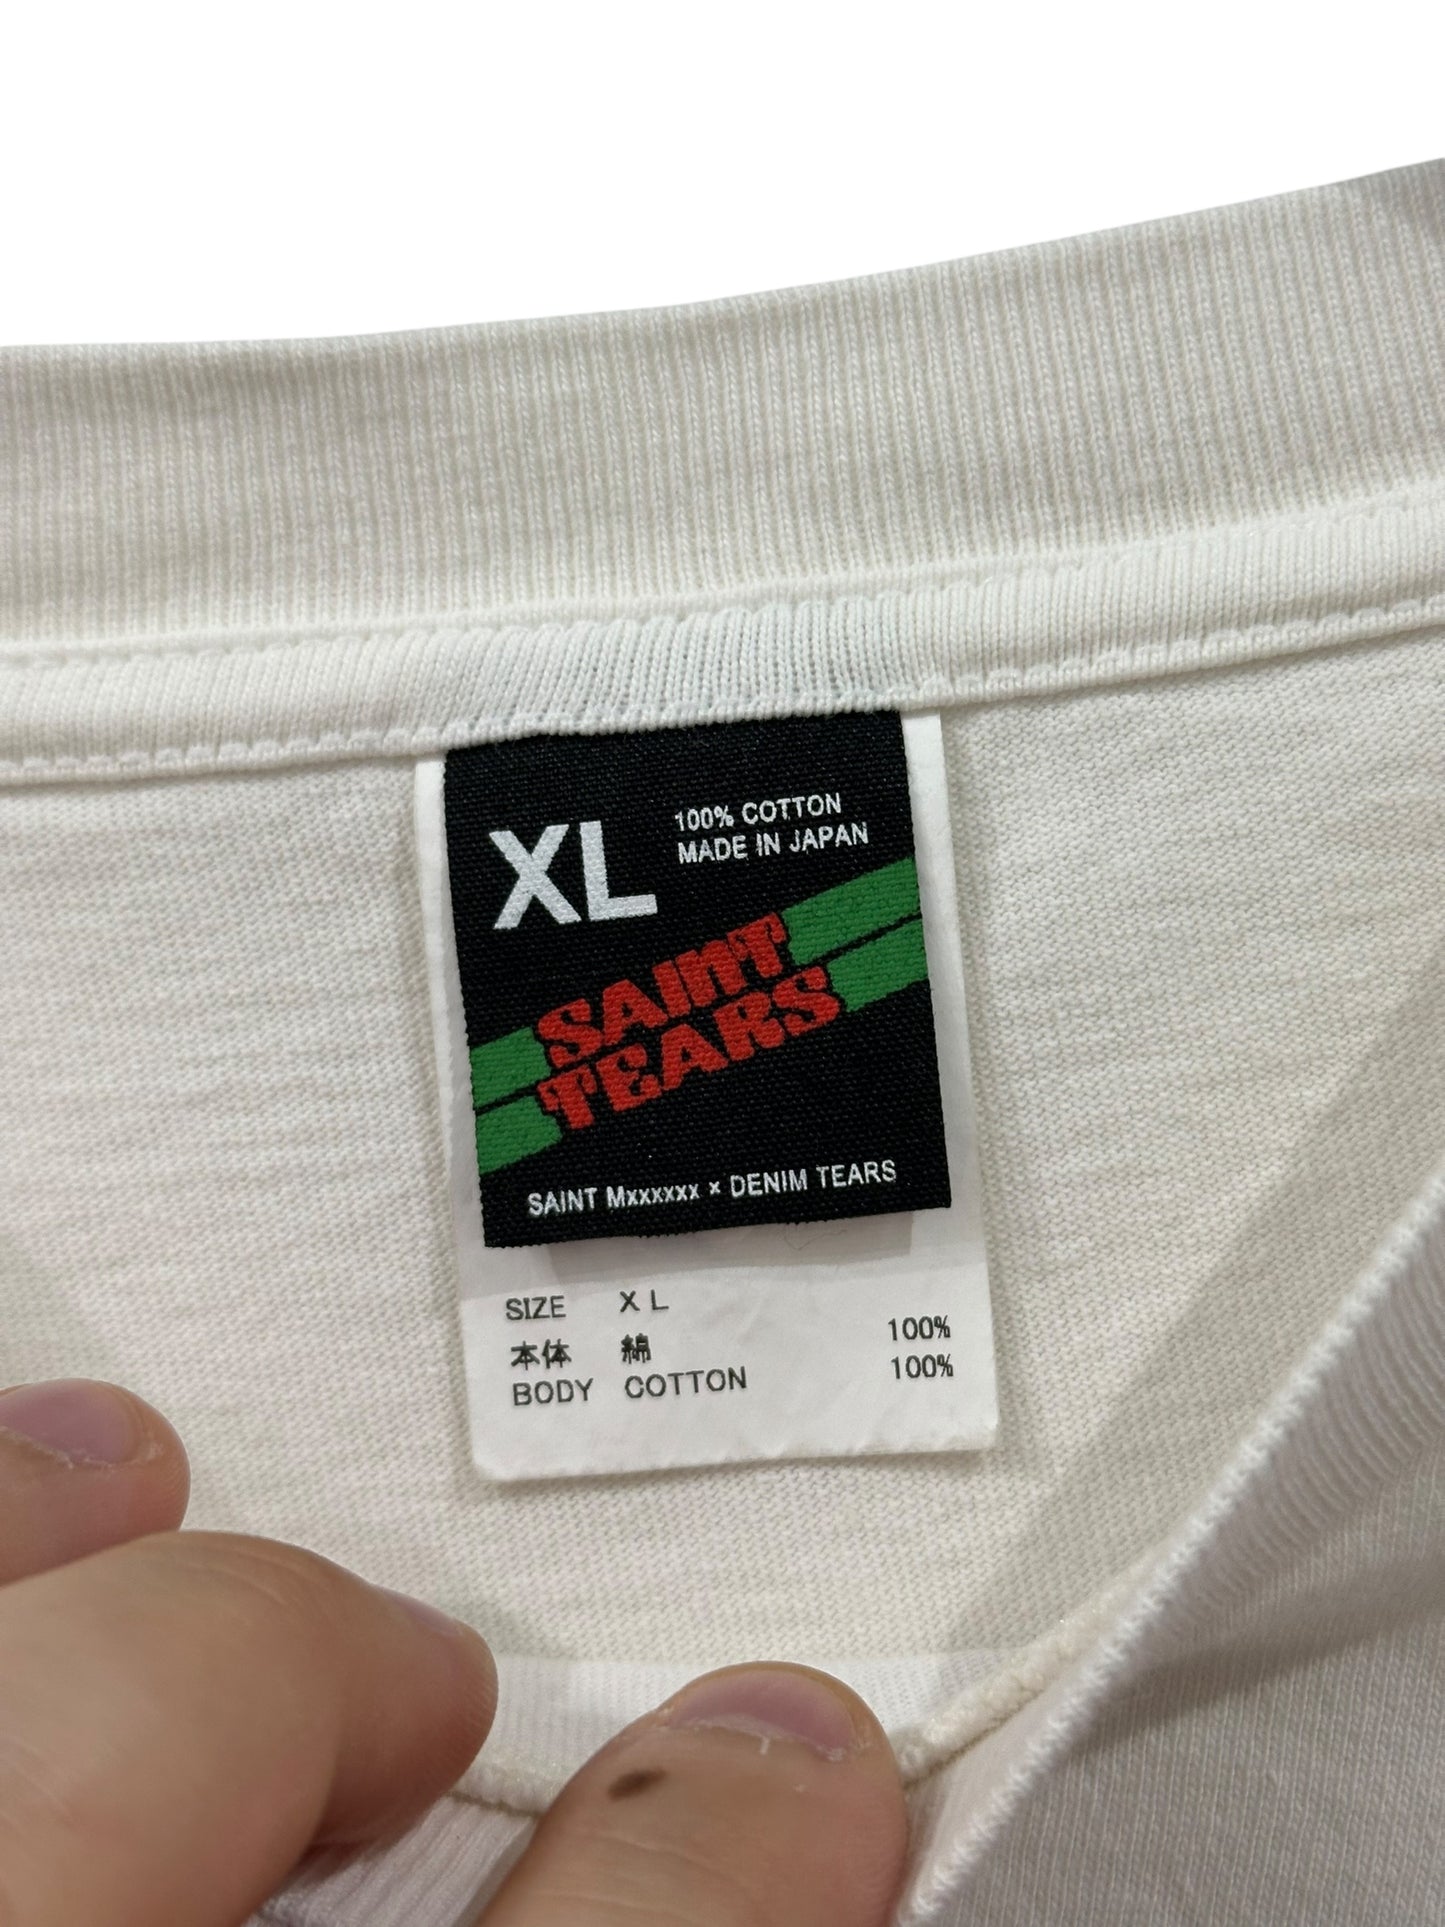 XL
100% COTTON
MADE IN JAPAN
SAINT
TEARS
SAINT Mxxxxxx × DENIM TEARS
SIZE XL
本体 綿 100%
BODY COTTON 100%